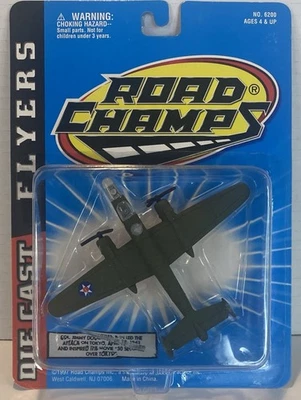 WARNING:
CHOKING HAZARD-
Small parts, Not for
children under 3 years.
NO. 6200
AGES 4 & UP
ROAD
CHAMPS®
DIE CAST FLYERS
ATTACK ON TOKYO,
AND INSPIRED THE MOVIE "30 SECONDS
OVER TOKYO"
©1997 Road Champs Inc.
West Caldwell, NJ 07006. Made in China.